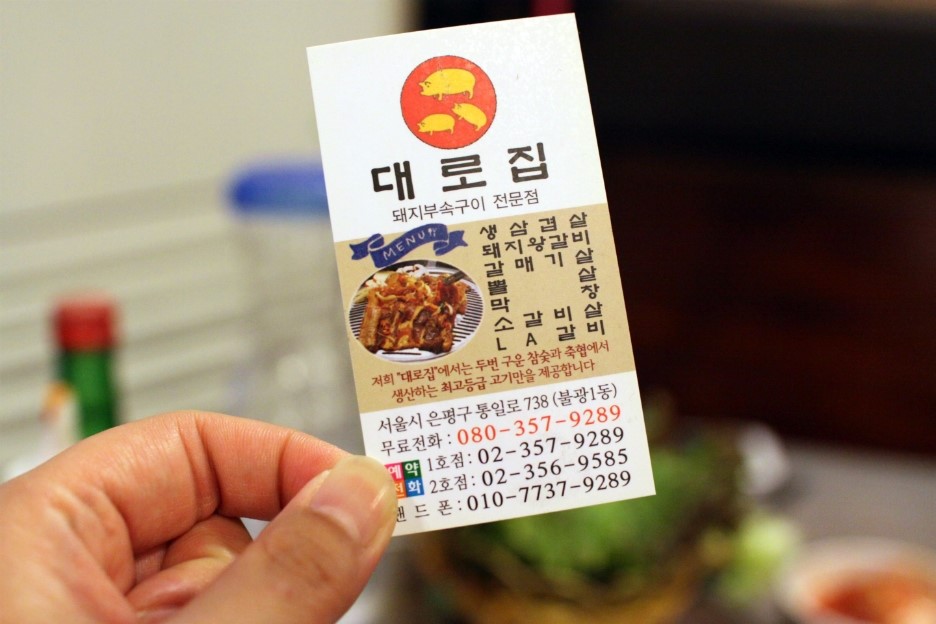 대로집
돼지부속구이 전문점
MENU
생삼겹살
돼지왕갈비
갈매기살
뽈살
막창
소갈비살
LA갈비
저희 "대로집"에서는 두번 구운 참숯과 축협에서
생산하는 최고등급 고기만을 제공합니다
서울시 은평구 통일로 738 (불광1동)
무료전화 : 080-357-9289
예약전화
1호점 : 02-357-9289
2호점 : 02-356-9585
핸드폰 : 010-7737-9289